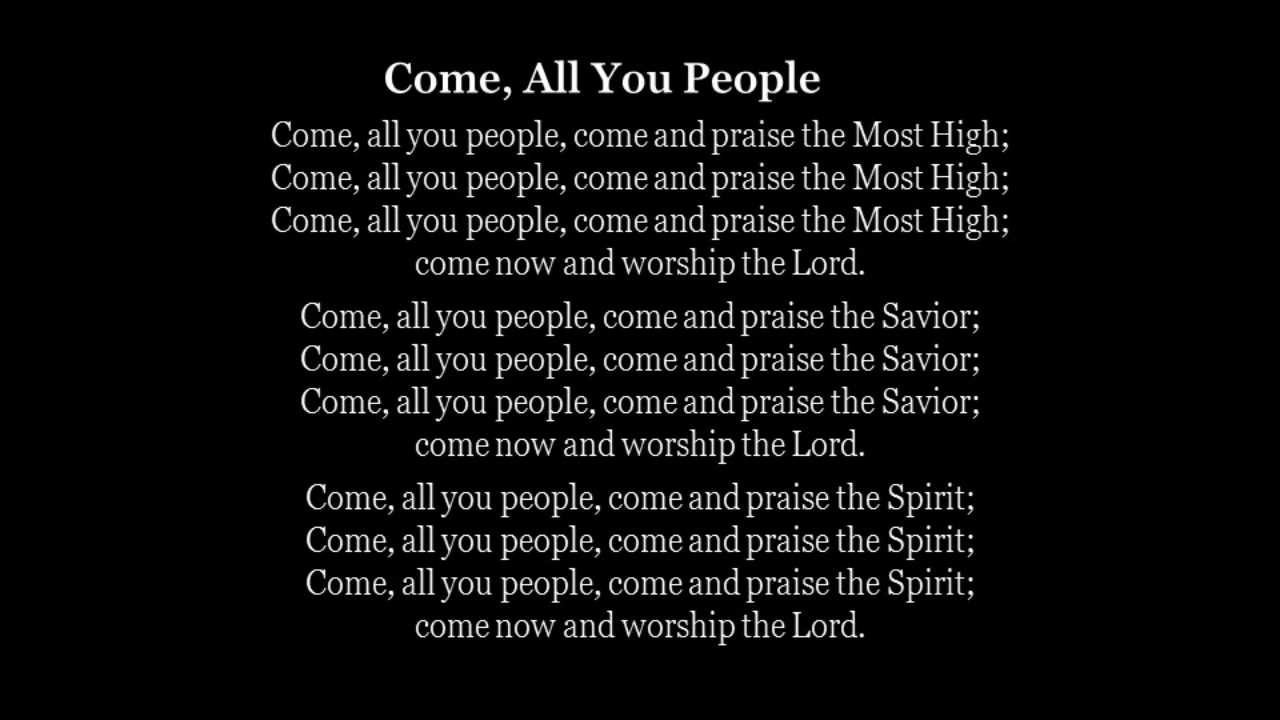 Come, All You People
Come, all you people, come and praise the Most High;
Come, all you people, come and praise the Most High;
Come, all you people, come and praise the Most High;
come now and worship the Lord.
Come, all you people, come and praise the Savior;
Come, all you people, come and praise the Savior;
Come, all you people, come and praise the Savior;
come now and worship the Lord.
Come, all you people, come and praise the Spirit;
Come, all you people, come and praise the Spirit;
Come, all you people, come and praise the Spirit;
come now and worship the Lord.